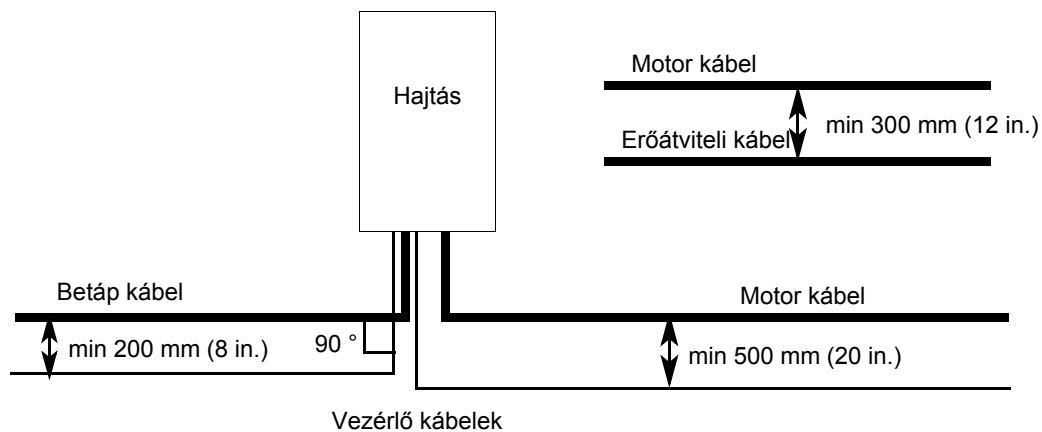 Hajtás
Motor kábel
min 300 mm (12 in.)
Erőátviteli kábel
Betáp kábel
Motor kábel
min 200 mm (8 in.)
90 °
min 500 mm (20 in.)
Vezérlő kábelek